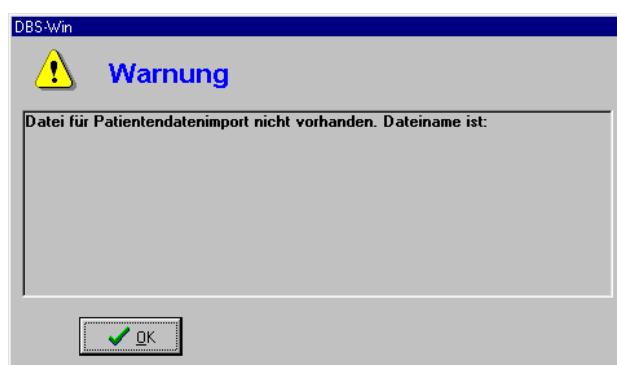 DBS-Win
Warnung
Datei für Patientendatenimport nicht vorhanden. Dateiname ist:
OK